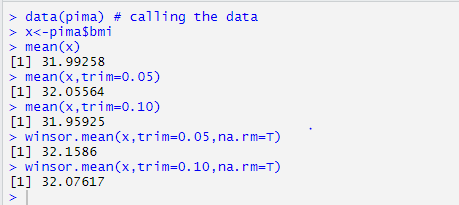 > data(pima) # calling the data
> x<-pima$bmi
> mean(x)
[1] 31.99258
> mean(x,trim=0.05)
[1] 32.05564
> mean(x,trim=0.10)
[1] 31.95925
> winsor.mean(x,trim=0.05,na.rm=T)
[1] 32.1586
> winsor.mean(x,trim=0.10,na.rm=T)
[1] 32.07617
>